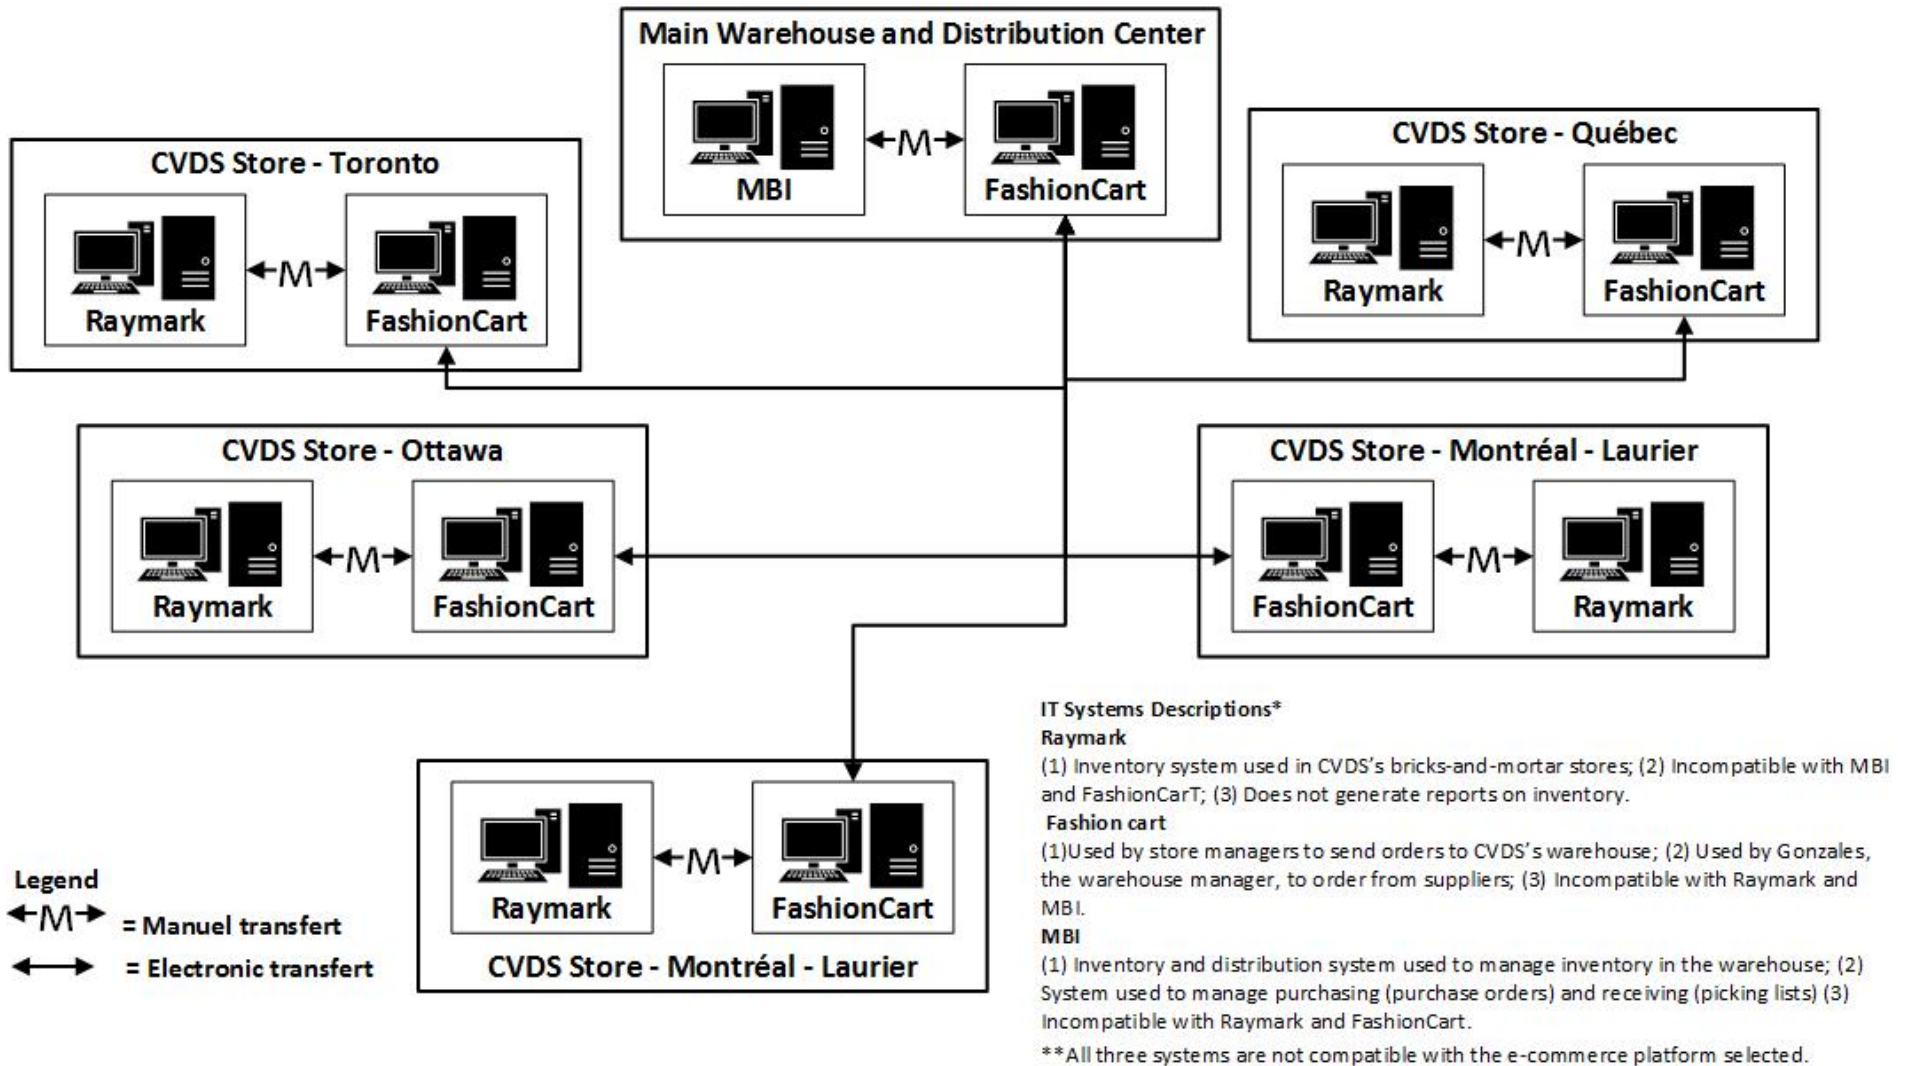 Main Warehouse and Distribution Center
M
MBI
FashionCart
CVDS Store - Toronto
M
Raymark
FashionCart
CVDS Store - Québec
M
Raymark
FashionCart
CVDS Store - Ottawa
M
Raymark
FashionCart
CVDS Store - Montréal - Laurier
M
FashionCart
Raymark
M
Raymark
FashionCart
CVDS Store - Montréal - Laurier
Legend
M = Manuel transfert
= Electronic transfert
IT Systems Descriptions*
Raymark
(1) Inventory system used in CVDS's bricks-and-mortar stores; (2) Incompatible with MBI
and FashionCarT; (3) Does not generate reports on inventory.
Fashion cart
(1)Used by store managers to send orders to CVDS's warehouse; (2) Used by Gonzales,
the warehouse manager, to order from suppliers; (3) Incompatible with Raymark and
MBI.
MBI
(1) Inventory and distribution system used to manage inventory in the warehouse; (2)
System used to manage purchasing (purchase orders) and receiving (picking lists) (3)
Incompatible with Raymark and FashionCart.
**All three systems are not compatible with the e-commerce platform selected.